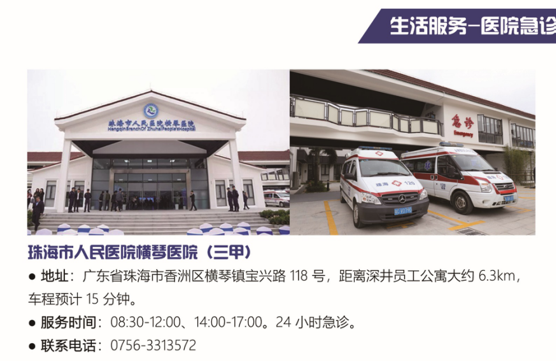 生活服务-医院急诊
珠海市人民医院横琴医院
Hengqin Branch Of Zhuhai People's Hospital
急诊
Emergency
珠海 120
珠海市人民医院横琴医院（三甲）
● 地址：广东省珠海市香洲区横琴镇宝兴路 118 号，距离深井员工公寓大约 6.3km，
车程预计 15 分钟。
● 服务时间：08:30-12:00、14:00-17:00。24 小时急诊。
● 联系电话：0756-3313572